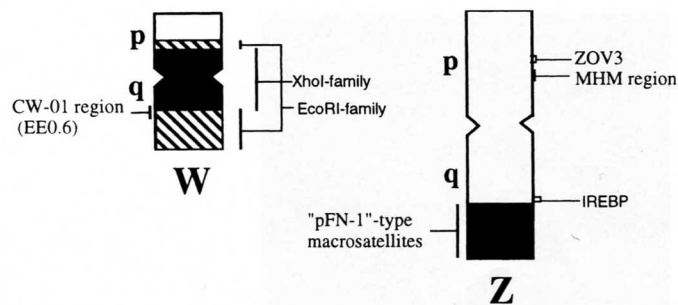 p
q
CW-01 region
(EE0.6)
XhoI-family
EcoRI-family
W
p
ZOV3
MHM region
q
IREBP
"pFN-1"-type
macrosatellites
Z